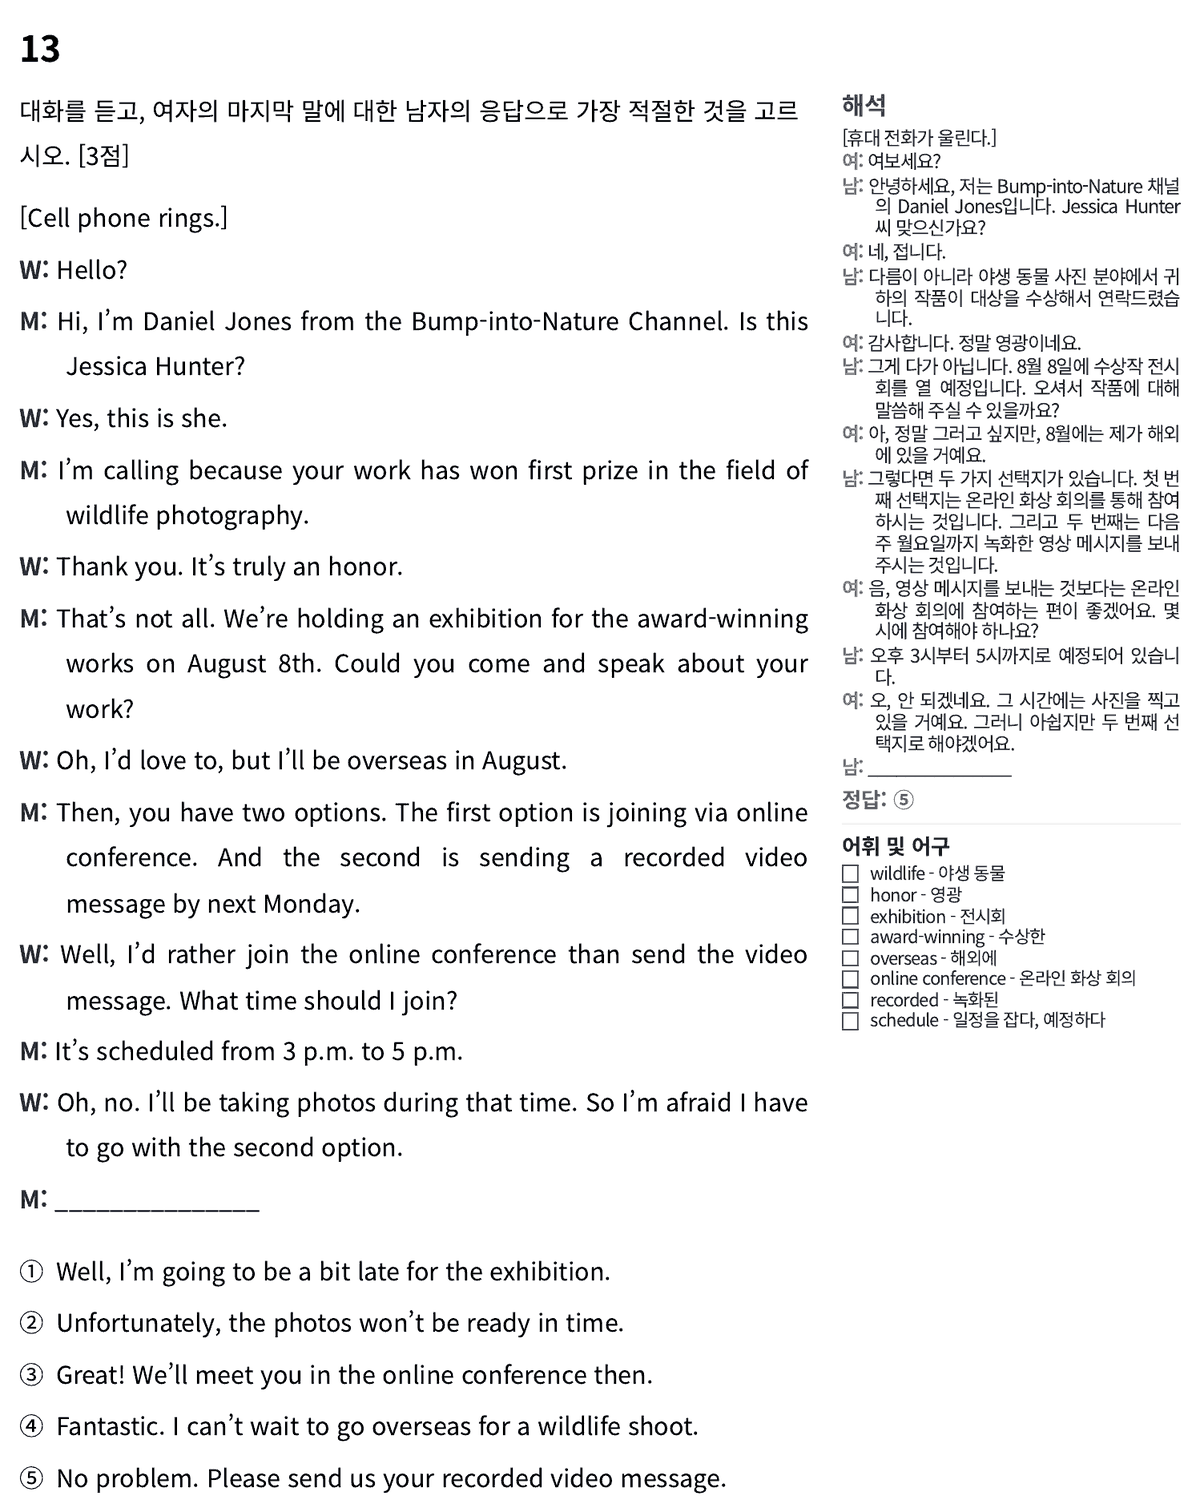 13
대화를 듣고, 여자의 마지막 말에 대한 남자의 응답으로 가장 적절한 것을 고르
시오. [3점]
[Cell phone rings.]
W: Hello?
M: Hi, I’m Daniel Jones from the Bump-into-Nature Channel. Is this
Jessica Hunter?
W: Yes, this is she.
M: I’m calling because your work has won first prize in the field of
wildlife photography.
W: Thank you. It’s truly an honor.
M: That’s not all. We’re holding an exhibition for the award-winning
works on August 8th. Could you come and speak about your
work?
W: Oh, I’d love to, but I’ll be overseas in August.
M: Then, you have two options. The first option is joining via online
conference. And the second is sending a recorded video
message by next Monday.
W: Well, I’d rather join the online conference than send the video
message. What time should I join?
M: It’s scheduled from 3 p.m. to 5 p.m.
W: Oh, no. I’ll be taking photos during that time. So I’m afraid I have
to go with the second option.
M: _______________
① Well, I’m going to be a bit late for the exhibition.
② Unfortunately, the photos won’t be ready in time.
③ Great! We’ll meet you in the online conference then.
④ Fantastic. I can’t wait to go overseas for a wildlife shoot.
⑤ No problem. Please send us your recorded video message.
해석
[휴대 전화가 울린다.]
여: 여보세요?
남: 안녕하세요, 저는 Bump-into-Nature 채널
의 Daniel Jones입니다. Jessica Hunter
씨 맞으신가요?
여: 네, 접니다.
남: 다름이 아니라 야생 동물 사진 분야에서 귀
하의 작품이 대상을 수상해서 연락드렸습
니다.
여: 감사합니다. 정말 영광이네요.
남: 그게 다가 아닙니다. 8월 8일에 수상작 전시
회를 열 예정입니다. 오셔서 작품에 대해
말씀해 주실 수 있을까요?
여: 아, 정말 그러고 싶지만, 8월에는 제가 해외
에 있을 거예요.
남: 그렇다면 두 가지 선택지가 있습니다. 첫 번
째 선택지는 온라인 화상 회의를 통해 참여
하시는 것입니다. 그리고 두 번째는 다음
주 월요일까지 녹화한 영상 메시지를 보내
주시는 것입니다.
여: 음, 영상 메시지를 보내는 것보다는 온라인
화상 회의에 참여하는 편이 좋겠어요. 몇
시에 참여해야 하나요?
남: 오후 3시부터 5시까지로 예정되어 있습니
다.
여: 오, 안 되겠네요. 그 시간에는 사진을 찍고
있을 거예요. 그러니 아쉽지만 두 번째 선
택지로 해야겠어요.
남: _______________
정답: ⑤
어휘 및 어구
□ wildlife - 야생 동물
□ honor - 영광
□ exhibition - 전시회
□ award-winning - 수상한
□ overseas - 해외에
□ online conference - 온라인 화상 회의
□ recorded - 녹화된
□ schedule - 일정을 잡다, 예정하다